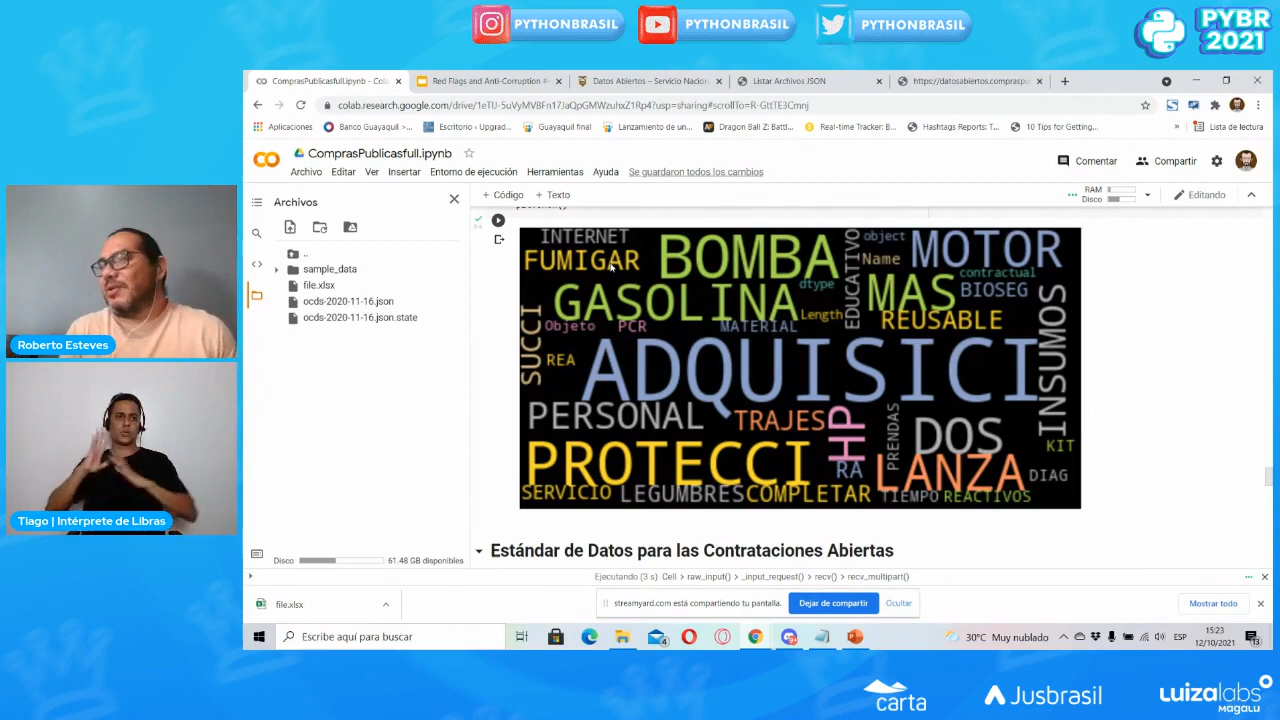 PYTHONBRASIL
PYTHONBRASIL
PYTHONBRASIL
PYBR
2021
ComprasPublicasfull.ipynb - Cola
Red Flags and Anti-Corruption
Datos Abiertos – Servicio Nacion
Listar Archivos JSON
https://datosabiertos.compraspu
colab.research.google.com/drive/1eTlJ-5uVyMVBFn17JaQpGMWzuhxZ1Rp4?usp=sharing#scrollTo=R-GttTE3Cmnj
Aplicaciones
Banco Guayaquil >...
Escritorio ‹ Upgrad...
Guayaquil final
Lanzamiento de un...
Dragon Ball Z: Battl...
Real-time Tracker: B...
Hashtags Reports: T...
10 Tips for Getting...
»
Lista de lectura
ComprasPublicasfull.ipynb
Comentar
Compartir
Archivo Editar Ver Insertar Entorno de ejecución Herramientas Ayuda Se guardaron todos los cambios
Archivos
+ Código + Texto
RAM
Disco
Editando
..
sample_data
file.xlsx
ocds-2020-11-16.json
ocds-2020-11-16.json.state
INTERNET
FUMIGAR
BOMBA
EDUCATIVO
object
Name
MOTOR
contractual
dtype
MAS
BIOSEG
GASOLINA
Length
REUSABLE
SUCCI
Objeto
PCR
MATERIAL
INSUMOS
REA
ADQUISICI
PERSONAL
TRAJES
HP
PRENDAS
DOS
KIT
PROTECCI
RA
LANZA
DIAG
SERVICIO
LEGUMBRES
COMPLETAR
TIEMPO
REACTIVOS
Estándar de Datos para las Contrataciones Abiertas
Disco
61.48 GB disponibles
Ejecutando (3 s) Cell > raw_input() > _input_request() > recv() > recv_multipart()
file.xlsx
streamyard.com está compartiendo tu pantalla.
Dejar de compartir
Ocultar
Mostrar todo
Escribe aquí para buscar
4
30°C Muy nublado
ESP
15:23
12/10/2021
13
Roberto Esteves
Tiago | Intérprete de Libras
carta
Jusbrasil
luizalabs
MAGALU